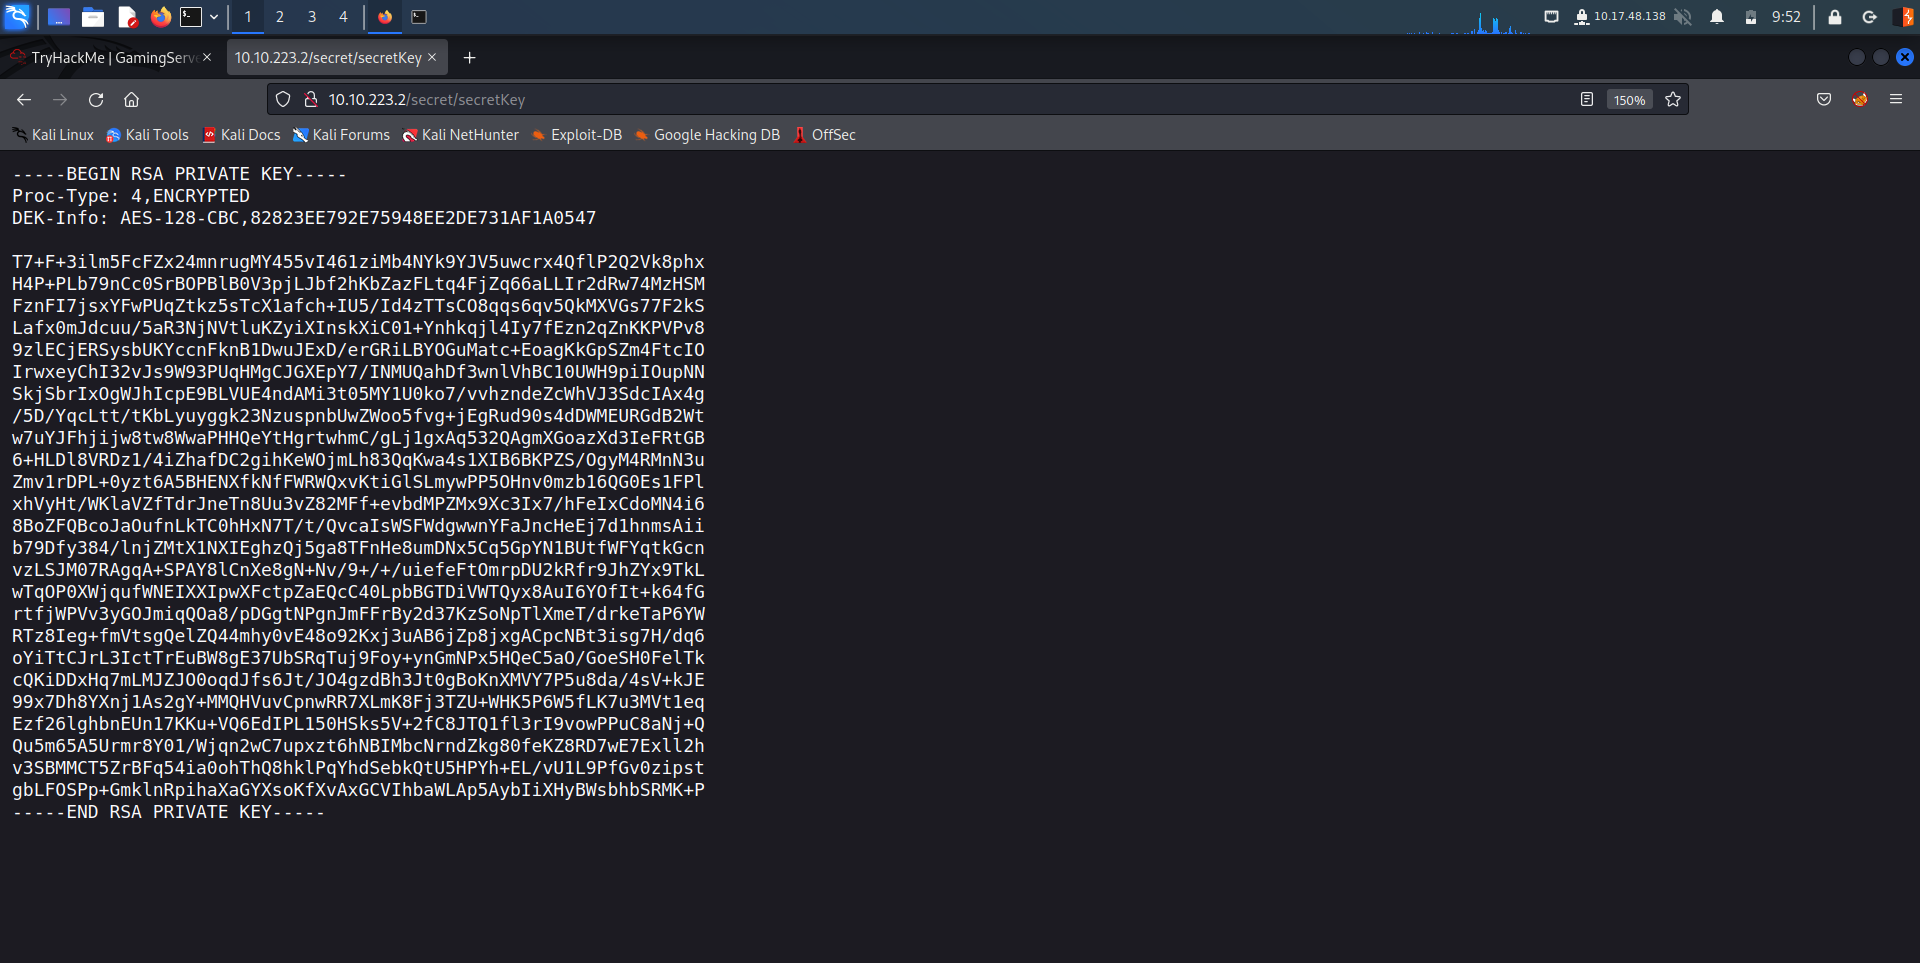 1 2 3 4 10.17.48.138 9:52
TryHackMe | GamingServe 10.10.223.2/secret/secretKey
10.10.223.2/secret/secretKey 150%
Kali Linux Kali Tools Kali Docs Kali Forums Kali NetHunter Exploit-DB Google Hacking DB OffSec
-----BEGIN RSA PRIVATE KEY-----
Proc-Type: 4,ENCRYPTED
DEK-Info: AES-128-CBC,82823EE792E75948EE2DE731AF1A0547
T7+F+3ilm5FcFZx24mnrugMY455vI461ziMb4NYk9YJV5uwcrx4QflP2Q2Vk8phx
H4P+PLb79nCc0SrBOPBlB0V3pjLJbf2hKbZazFLtq4FjZq66aLLIr2dRw74MzHSM
FznFI7jsxYFwPUqZtkz5sTcX1afch+IU5/Id4zTTsCO8qqs6qv5QkMXVGs77F2kS
Lafx0mJdcuu/5aR3NjNVtluKZyiXInskXiC01+Ynhkqjl4Iy7fEzn2qZnKKPVPv8
9zlECjERSysbUKYccnFknB1DwuJExD/erGRiLBYOGuMatc+EoagKkGpSZm4FtcIO
IrwxeyChI32vJs9W93PUqHMgCJGXEpY7/INMUQahDf3wnlVhBC10UWH9piIOupNN
SkjSbrIxOgWJhIcpE9BLVUE4ndAMi3t05MY1U0ko7/vvhzndeZcWhVJ3SdcIAx4g
/5D/YqcLtt/tKbLyuyggk23NzuspnbUwZWoo5fvg+jEgRud90s4dDWMEURGdB2Wt
w7uYJFhjijw8tw8WwaPHHQeYtHgrtwhmC/gLj1gxAq532QAgmXGoazXd3IeFRtGB
6+HLDl8VRDz1/4iZhafDC2gihKeWOjmLh83QqKwa4s1XIB6BKPZS/OgyM4RMnN3u
Zmv1rDPL+0yzt6A5BHENXfkNfFWRWQxvKtiGlSLmywPP5OHnv0mzb16QG0Es1FPl
xhVyHt/WKlaVZfTdrJneTn8Uu3vZ82MFf+evbdMPZMx9Xc3Ix7/hFeIxCdoMN4i6
8BoZFQBcoJaOufnLkTC0hHxN7T/t/QvcaIsWSFWdgwwnYFaJncHeEj7d1hnmsAii
b79Dfy384/lnjZMtX1NXIEghzQj5ga8TFnHe8umDNx5Cq5GpYN1BUtfWFYqtkGcn
vzLSJM07RAgqA+SPAY8lCnXe8gN+Nv/9+/+/uiefeFtOmrpDU2kRfr9JhZYx9TkL
wTqOP0XWjqufWNEIXXIpwXFctpZaEQcC40LpbBGTDiVWTQyx8AuI6YOfIt+k64fG
rtfjWPVv3yGOJmiqQOa8/pDGgtNPgnJmFFrBy2d37KzSoNpTlXmeT/drkeTaP6YW
RTz8Ieg+fmVtsgQelZQ44mhy0vE48o92Kxj3uAB6jZp8jxgACpcNBt3isg7H/dq6
oYiTtCJrL3IctTrEuBW8gE37UbSRqTuj9Foy+ynGmNPx5HQeC5aO/GoeSH0FelTk
cQKiDDxHq7mLMJZJO0oqdJfs6Jt/JO4gzdBh3Jt0gBoKnXMVY7P5u8da/4sV+kJE
99x7Dh8YXnj1As2gY+MMQHVuvCpnwRR7XLmK8Fj3TZU+WHK5P6W5fLK7u3MVt1eq
Ezf26lghbnEUn17KKu+VQ6EdIPL150HSks5V+2fC8JTQ1fl3rI9vowPPuC8aNj+Q
Qu5m65A5Urmr8Y01/Wjqn2wC7upxzt6hNBIMbcNrndZkg80feKZ8RD7wE7Exll2h
v3SBMMCT5ZrBFq54ia0ohThQ8hklPqYhdSebkQtU5HPYh+EL/vU1L9PfGv0zipst
gbLFOSPp+GmklnRpihaXaGYXsoKfXvAxGCVIhbaWLAp5AybIiXHyBWsbhbSRMK+P
-----END RSA PRIVATE KEY-----